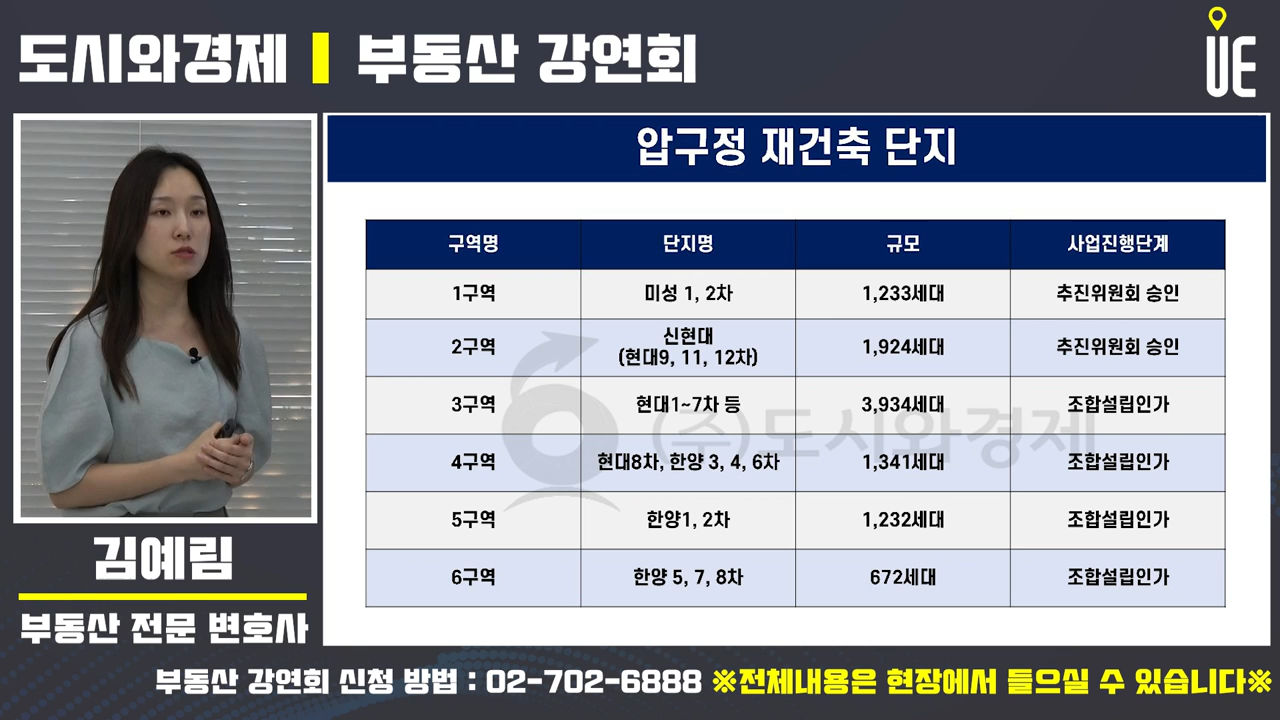 도시와경제 | 부동산 강연회
UE
압구정 재건축 단지
구역명 단지명 규모 사업진행단계
1구역 미성 1, 2차 1,233세대 추진위원회 승인
2구역 신현대 (현대9, 11, 12차) 1,924세대 추진위원회 승인
3구역 현대1~7차 등 3,934세대 조합설립인가
4구역 현대8차, 한양 3, 4, 6차 1,341세대 조합설립인가
5구역 한양1, 2차 1,232세대 조합설립인가
6구역 한양 5, 7, 8차 672세대 조합설립인가
(주)도시와경제
김예림
부동산 전문 변호사
부동산 강연회 신청 방법 : 02-702-6888 ※전체내용은 현장에서 들으실 수 있습니다※